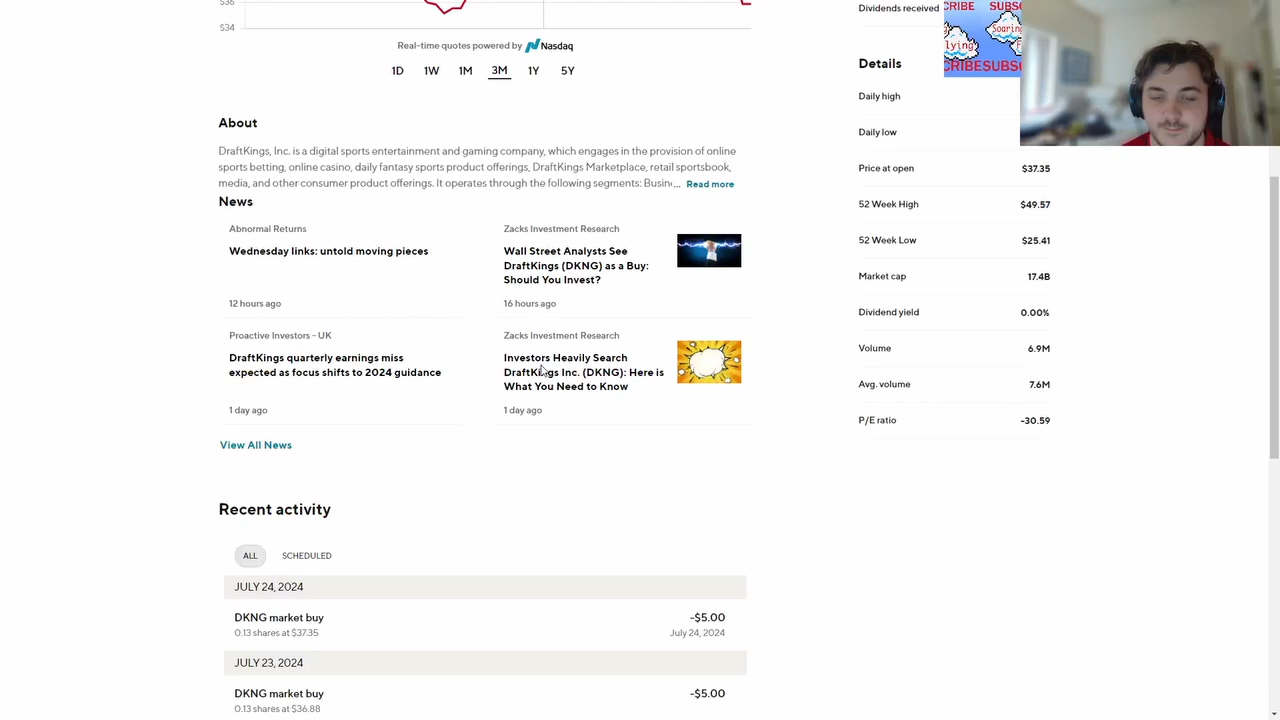 $36
$34
Real-time quotes powered by Nasdaq
1D 1W 1M 3M 1Y 5Y
About
DraftKings, Inc. is a digital sports entertainment and gaming company, which engages in the provision of online
sports betting, online casino, daily fantasy sports product offerings, DraftKings Marketplace, retail sportsbook,
media, and other consumer product offerings. It operates through the following segments: Busin... Read more
News
Abnormal Returns
Wednesday links: untold moving pieces
12 hours ago
Zacks Investment Research
Wall Street Analysts See
DraftKings (DKNG) as a Buy:
Should You Invest?
16 hours ago
Proactive Investors - UK
DraftKings quarterly earnings miss
expected as focus shifts to 2024 guidance
1 day ago
Zacks Investment Research
Investors Heavily Search
DraftKings Inc. (DKNG): Here is
What You Need to Know
1 day ago
View All News
Recent activity
ALL SCHEDULED
JULY 24, 2024
DKNG market buy -$5.00
0.13 shares at $37.35 July 24, 2024
JULY 23, 2024
DKNG market buy -$5.00
0.13 shares at $36.88
Dividends received
CRIBE SUBSC
Soaring
lying F
CRIBESUBSC
Details
Daily high
Daily low
Price at open $37.35
52 Week High $49.57
52 Week Low $25.41
Market cap 17.4B
Dividend yield 0.00%
Volume 6.9M
Avg. volume 7.6M
P/E ratio -30.59